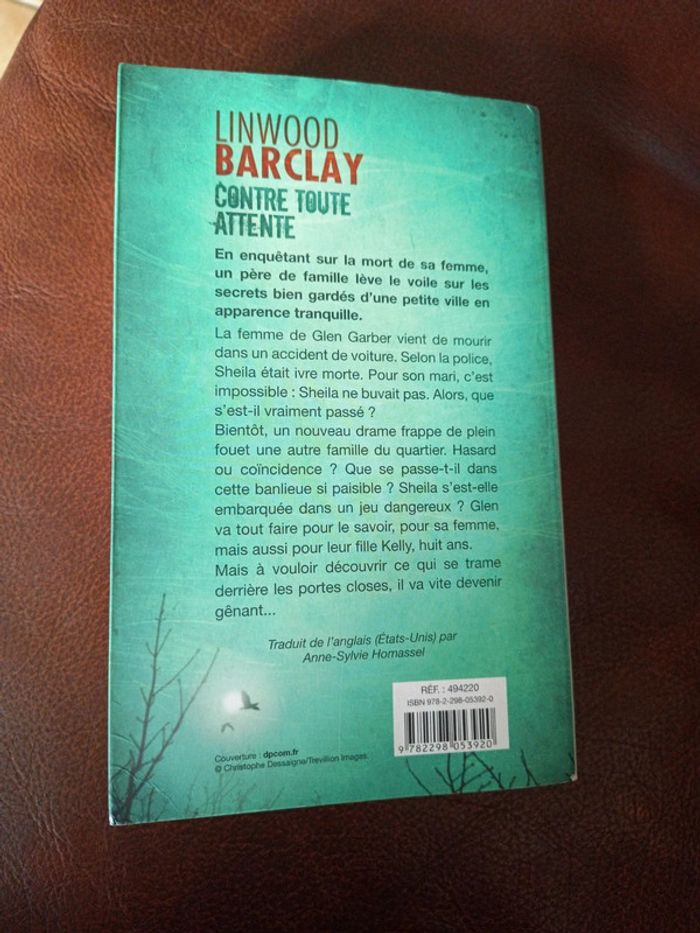 LINWOOD
BARCLAY
CONTRE TOUTE
ATTENTE
En enquêtant sur la mort de sa femme,
un père de famille lève le voile sur les
secrets bien gardés d'une petite ville en
apparence tranquille.
La femme de Glen Garber vient de mourir
dans un accident de voiture. Selon la police,
Sheila était ivre morte. Pour son mari, c'est
impossible : Sheila ne buvait pas. Alors, que
s'est-il vraiment passé ?
Bientôt, un nouveau drame frappe de plein
fouet une autre famille du quartier. Hasard
ou coïncidence ? Que se passe-t-il dans
cette banlieue si paisible ? Sheila s'est-elle
embarquée dans un jeu dangereux ? Glen
va tout faire pour le savoir, pour sa femme,
mais aussi pour leur fille Kelly, huit ans.
Mais à vouloir découvrir ce qui se trame
derrière les portes closes, il va vite devenir
gênant...
Traduit de l'anglais (États-Unis) par
Anne-Sylvie Homassel
RÉF. : 494220
ISBN 978-2-298-05392-0
9 782298 053920
Couverture : dpcom.fr
© Christophe Dessaigne/Trevillion Images.